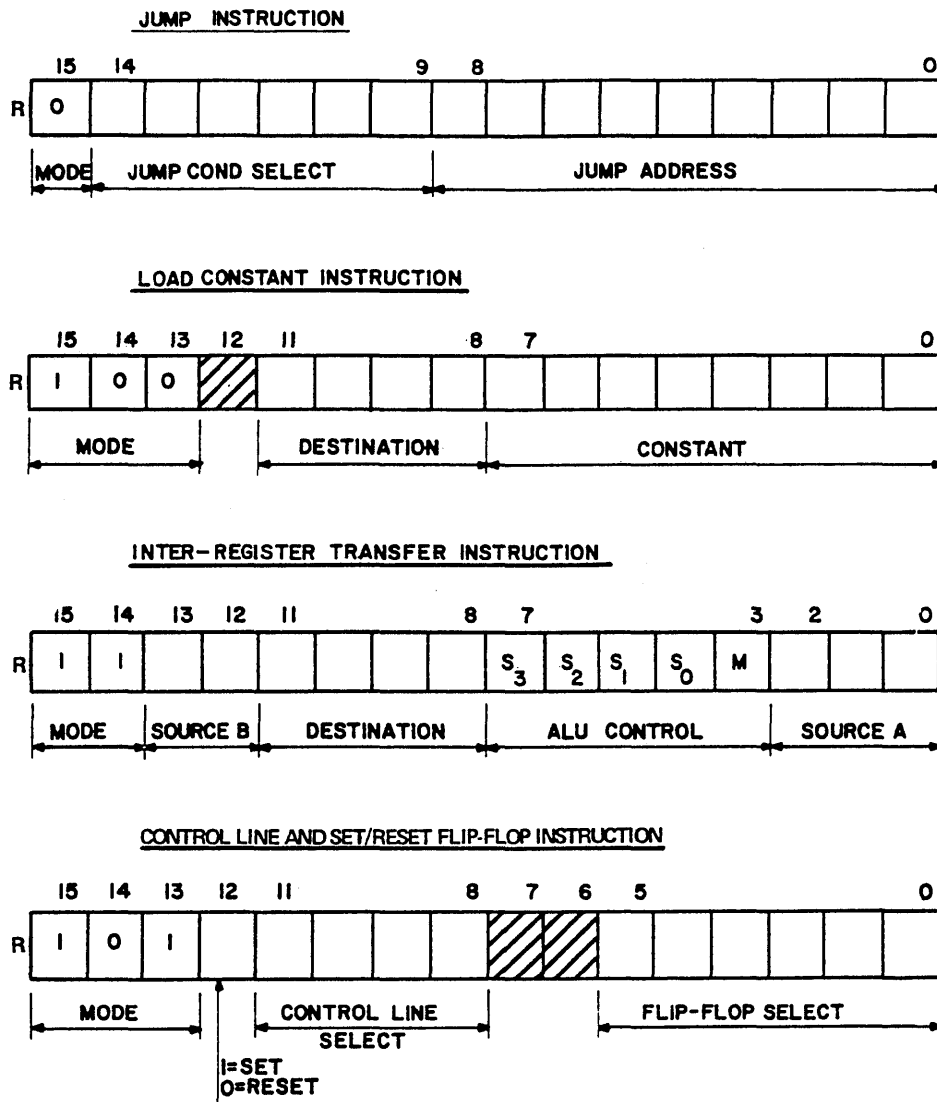 JUMP INSTRUCTION
15 14 9 8 0
R 0
MODE JUMP COND SELECT JUMP ADDRESS
LOAD CONSTANT INSTRUCTION
15 14 13 12 11 8 7 0
R 1 0 0
MODE DESTINATION CONSTANT
INTER-REGISTER TRANSFER INSTRUCTION
15 14 13 12 11 8 7 3 2 0
R 1 1 S3 S2 S1 S0 M
MODE SOURCE B DESTINATION ALU CONTROL SOURCE A
CONTROL LINE AND SET/RESET FLIP-FLOP INSTRUCTION
15 14 13 12 11 8 7 6 5 0
R 1 0 1
MODE CONTROL LINE FLIP-FLOP SELECT
SELECT
1=SET
0=RESET